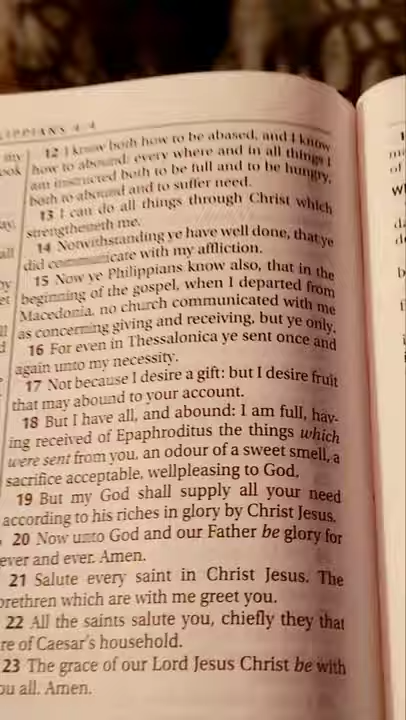 LIPPIANS 4:4
12 I know both how to be abased, and I know
how to abound: every where and in all things I
am instructed both to be full and to be hungry,
both to abound and to suffer need.
13 I can do all things through Christ which
strengtheneth me.
14 Notwithstanding ye have well done, that ye
did communicate with my affliction.
15 Now ye Philippians know also, that in the
beginning of the gospel, when I departed from
Macedonia, no church communicated with me
as concerning giving and receiving, but ye only.
16 For even in Thessalonica ye sent once and
again unto my necessity.
17 Not because I desire a gift: but I desire fruit
that may abound to your account.
18 But I have all, and abound: I am full, hav-
ing received of Epaphroditus the things which
were sent from you, an odour of a sweet smell, a
sacrifice acceptable, wellpleasing to God.
19 But my God shall supply all your need
according to his riches in glory by Christ Jesus.
20 Now unto God and our Father be glory for
ever and ever. Amen.
21 Salute every saint in Christ Jesus. The
brethren which are with me greet you.
22 All the saints salute you, chiefly they that
re of Caesar's household.
23 The grace of our Lord Jesus Christ be with
ou all. Amen.